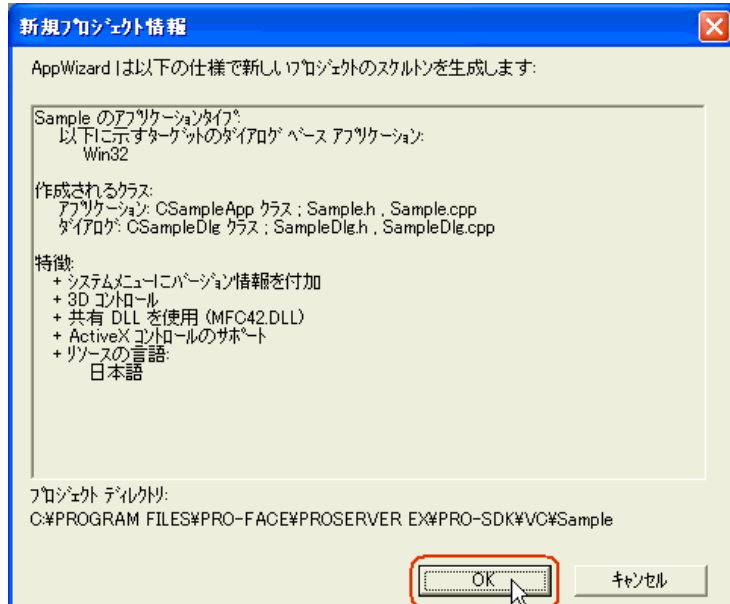 新規ﾌﾟﾛｼﾞｪｸﾄ情報
AppWizard は以下の仕様で新しいﾌﾟﾛｼﾞｪｸﾄのｽｹﾙﾄﾝを生成します:
Sample のｱﾌﾟﾘｹｰｼｮﾝﾀｲﾌﾟ:
以下に示すﾀｰｹﾞｯﾄのﾀﾞｲｱﾛｸﾞ ﾍﾞｰｽ ｱﾌﾟﾘｹｰｼｮﾝ:
Win32
作成されるｸﾗｽ:
ｱﾌﾟﾘｹｰｼｮﾝ: CSampleApp ｸﾗｽ ; Sample.h , Sample.cpp
ﾀﾞｲｱﾛｸﾞ: CSampleDlg ｸﾗｽ ; SampleDlg.h , SampleDlg.cpp
特徴:
+ ｼｽﾃﾑﾒﾆｭｰにﾊﾞｰｼﾞｮﾝ情報を付加
+ 3D ｺﾝﾄﾛｰﾙ
+ 共有 DLL を使用 (MFC42.DLL)
+ ActiveX ｺﾝﾄﾛｰﾙのｻﾎﾟｰﾄ
+ ﾘｿｰｽの言語:
日本語
ﾌﾟﾛｼﾞｪｸﾄ ﾃﾞｨﾚｸﾄﾘ:
C:¥PROGRAM FILES¥PRO-FACE¥PROSERVER EX¥PRO-SDK¥VC¥Sample
OK ｷｬﾝｾﾙ